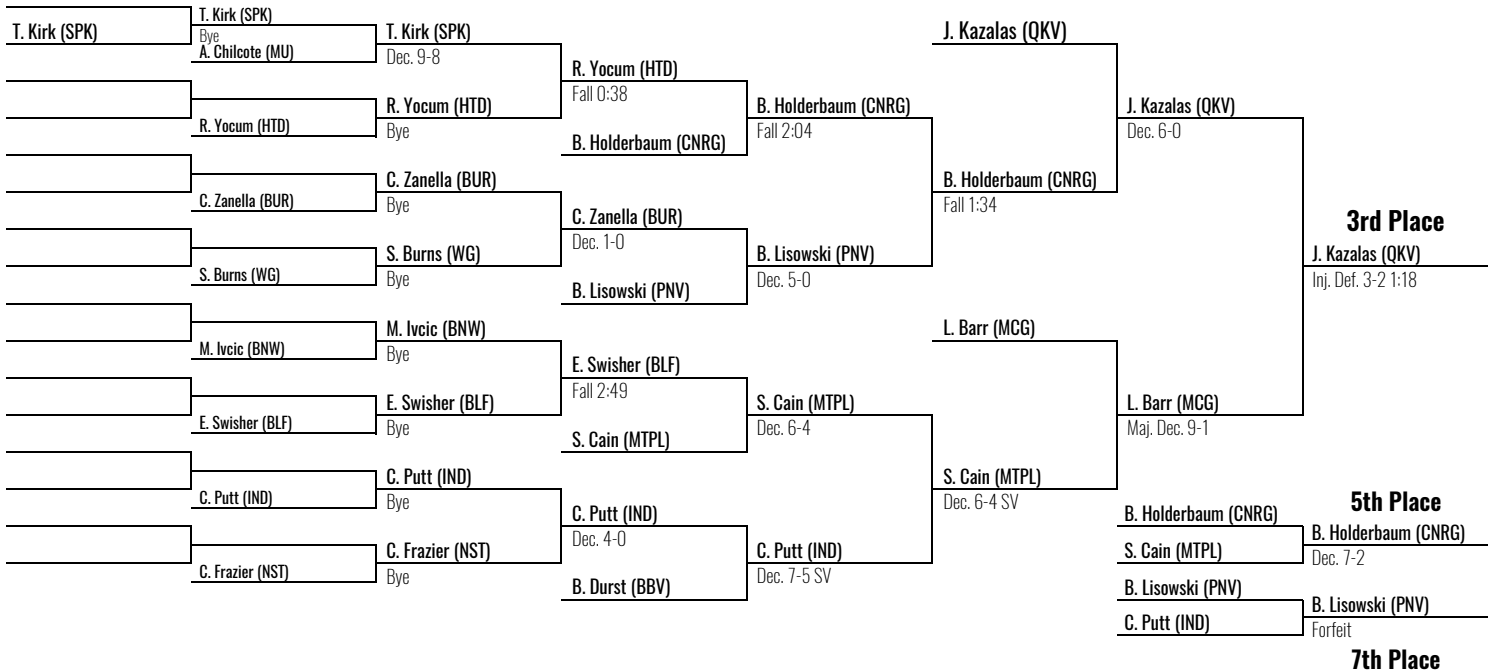 T. Kirk (SPK)
T. Kirk (SPK)
Bye
A. Chilcote (MU)
T. Kirk (SPK)
Dec. 9-8
R. Yocum (HTD)
R. Yocum (HTD)
Bye
C. Zanella (BUR)
C. Zanella (BUR)
Bye
S. Burns (WG)
S. Burns (WG)
Bye
M. Ivcic (BNW)
M. Ivcic (BNW)
Bye
E. Swisher (BLF)
E. Swisher (BLF)
Bye
C. Putt (IND)
C. Putt (IND)
Bye
C. Frazier (NST)
C. Frazier (NST)
Bye
R. Yocum (HTD)
Fall 0:38
B. Holderbaum (CNRG)
C. Zanella (BUR)
Dec. 1-0
B. Lisowski (PNV)
E. Swisher (BLF)
Fall 2:49
S. Cain (MTPL)
C. Putt (IND)
Dec. 4-0
B. Durst (BBV)
B. Holderbaum (CNRG)
Fall 2:04
B. Lisowski (PNV)
Dec. 5-0
S. Cain (MTPL)
Dec. 6-4
C. Putt (IND)
Dec. 7-5 SV
J. Kazalas (QKV)
B. Holderbaum (CNRG)
Fall 1:34
L. Barr (MCG)
S. Cain (MTPL)
Dec. 6-4 SV
J. Kazalas (QKV)
Dec. 6-0
L. Barr (MCG)
Maj. Dec. 9-1
3rd Place
J. Kazalas (QKV)
Inj. Def. 3-2 1:18
5th Place
B. Holderbaum (CNRG)
S. Cain (MTPL)
B. Holderbaum (CNRG)
Dec. 7-2
B. Lisowski (PNV)
C. Putt (IND)
B. Lisowski (PNV)
Forfeit
7th Place